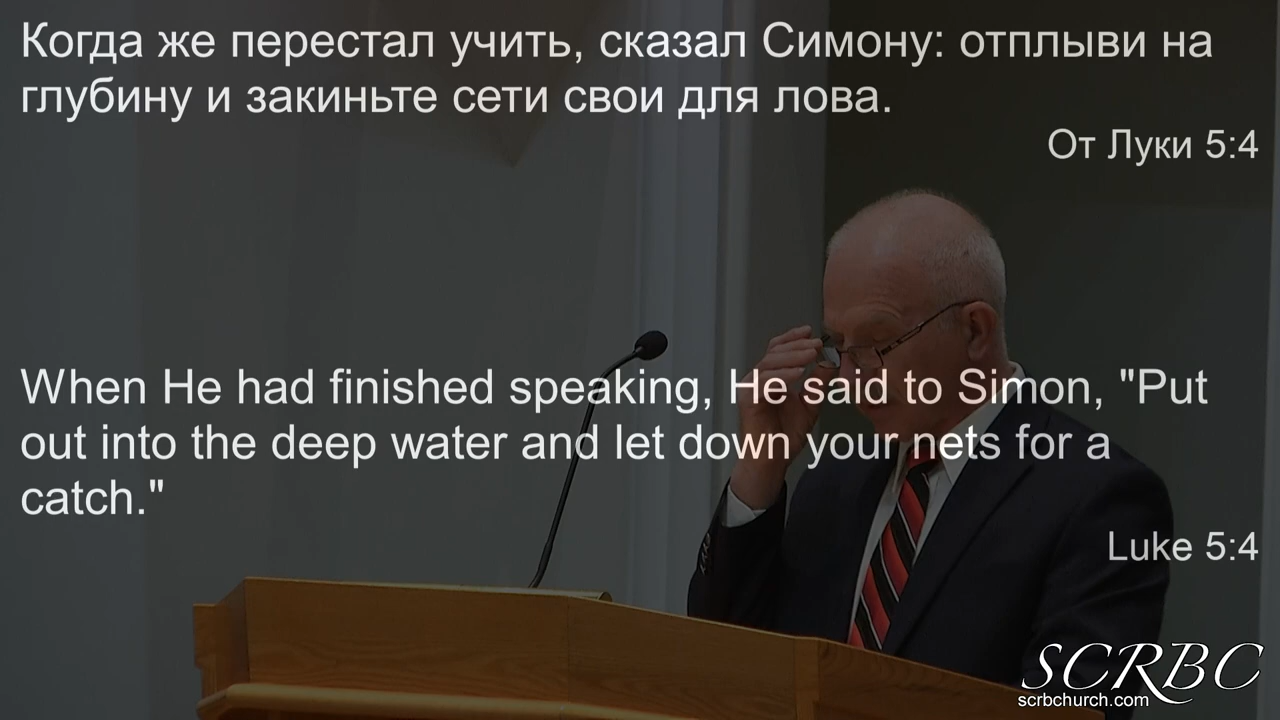 Когда же перестал учить, сказал Симону: отплыви на
глубину и закиньте сети свои для лова.
От Луки 5:4
When He had finished speaking, He said to Simon, "Put
out into the deep water and let down your nets for a
catch."
Luke 5:4
SCRBC
scrbchurch.com